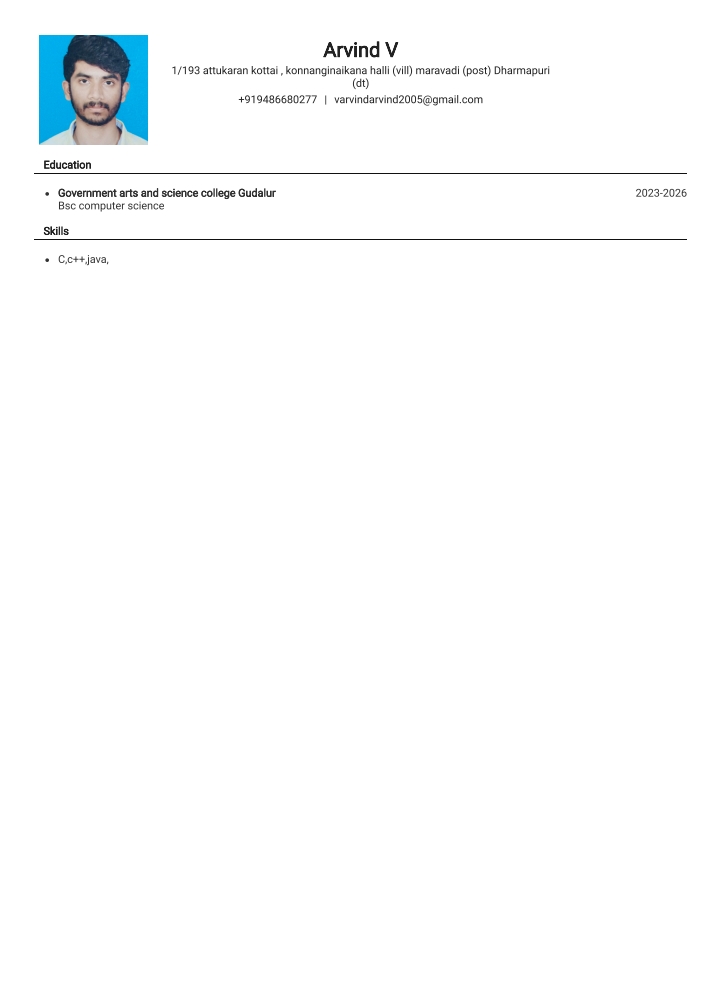 Arvind V
1/193 attukaran kottai , konnanginaikana halli (vill) maravadi (post) Dharmapuri
(dt)
+919486680277 | varvindarvind2005@gmail.com
Education
• Government arts and science college Gudalur 2023-2026
Bsc computer science
Skills
• C,c++,java,